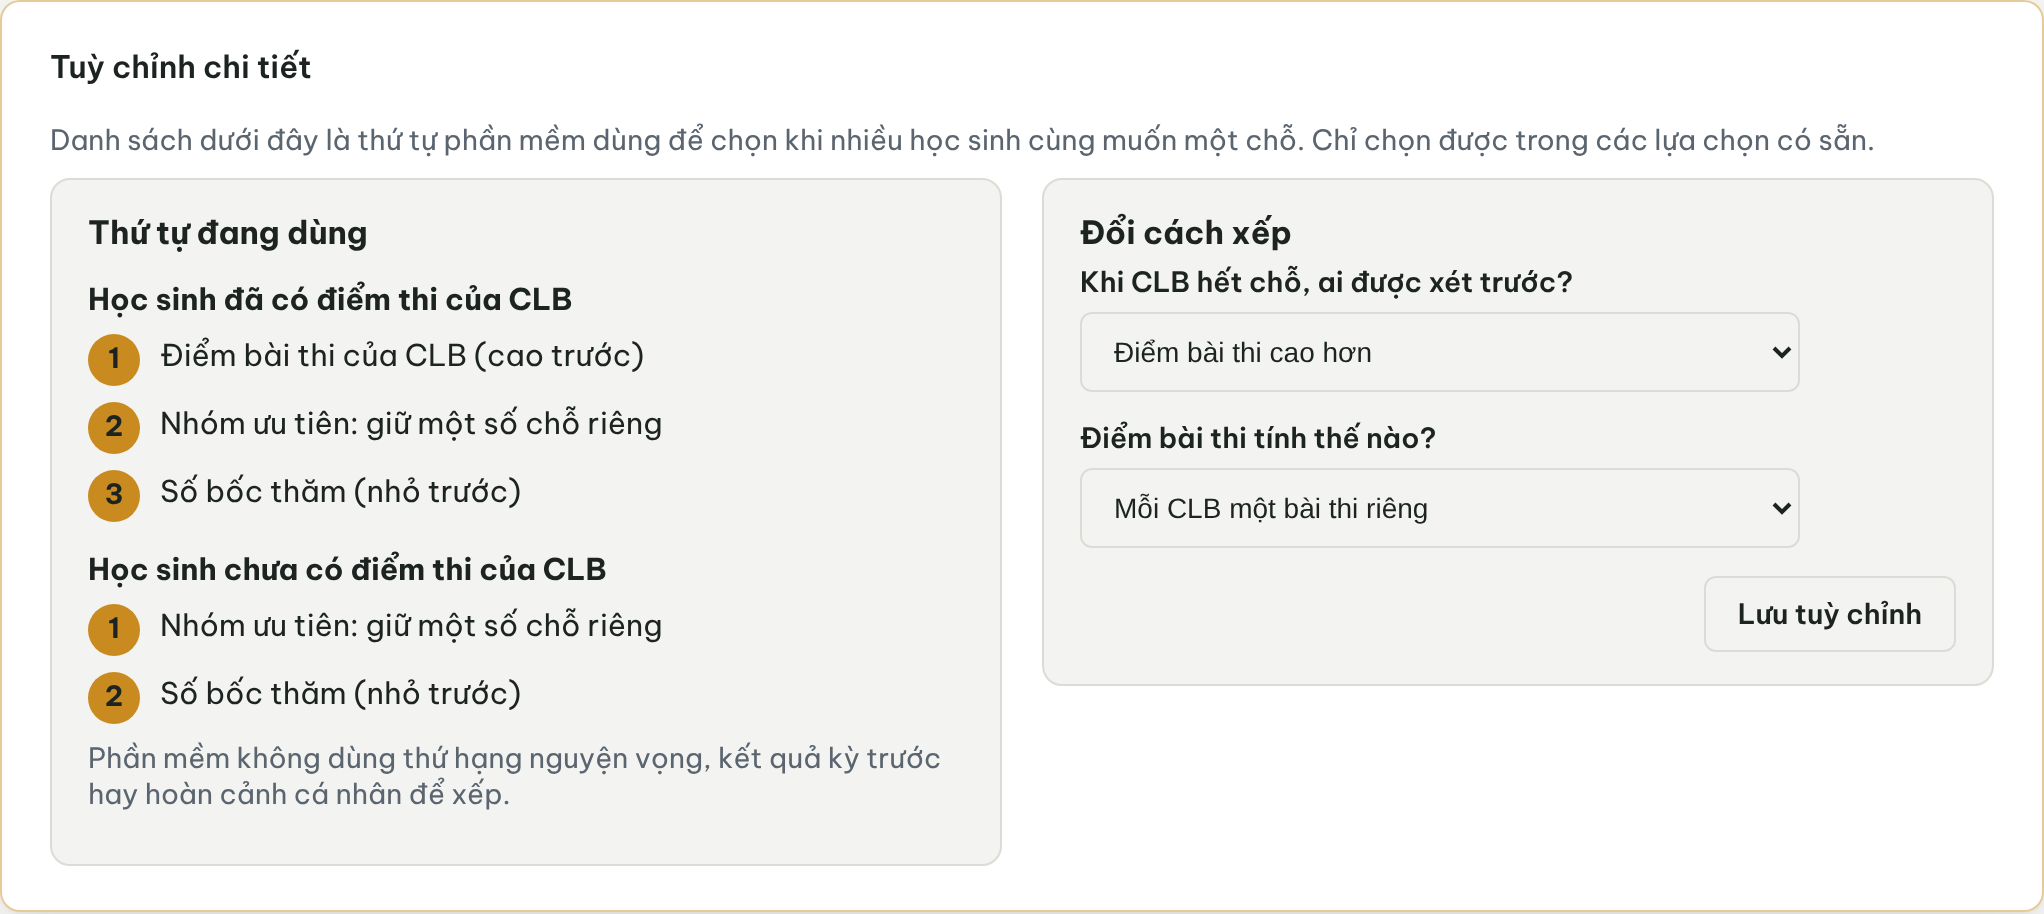 Tuỳ chỉnh chi tiết
Danh sách dưới đây là thứ tự phần mềm dùng để chọn khi nhiều học sinh cùng muốn một chỗ. Chỉ chọn được trong các lựa chọn có sẵn.
Thứ tự đang dùng
Học sinh đã có điểm thi của CLB
1 Điểm bài thi của CLB (cao trước)
2 Nhóm ưu tiên: giữ một số chỗ riêng
3 Số bốc thăm (nhỏ trước)
Học sinh chưa có điểm thi của CLB
1 Nhóm ưu tiên: giữ một số chỗ riêng
2 Số bốc thăm (nhỏ trước)
Phần mềm không dùng thứ hạng nguyện vọng, kết quả kỳ trước
hay hoàn cảnh cá nhân để xếp.
Đổi cách xếp
Khi CLB hết chỗ, ai được xét trước?
Điểm bài thi cao hơn
Điểm bài thi tính thế nào?
Mỗi CLB một bài thi riêng
Lưu tuỳ chỉnh